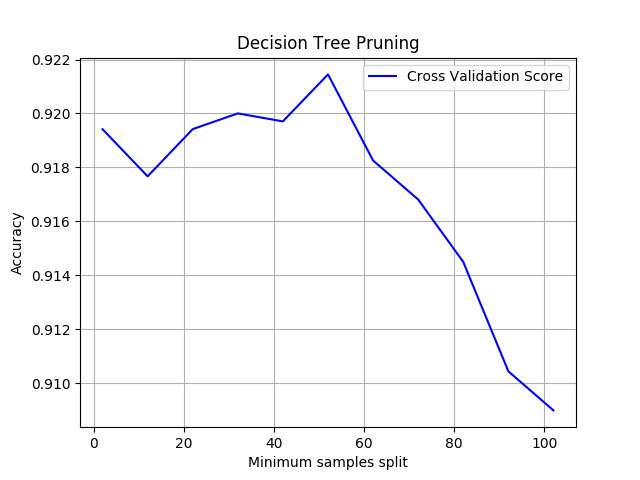 Decision Tree Pruning
Cross Validation Score
0.922
0.920
0.918
0.916
0.914
0.912
0.910
Accuracy
0 20 40 60 80 100
Minimum samples split